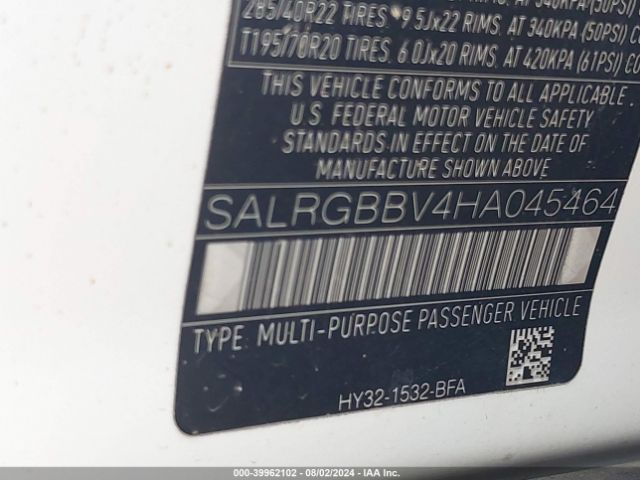 285/40R22 TIRES, 9.5Jx22 RIMS, AT 340KPA (50PSI)
T195/70R20 TIRES, 6.0Jx20 RIMS, AT 420KPA (61PSI)
THIS VEHICLE CONFORMS TO ALL APPLICABLE
U.S. FEDERAL MOTOR VEHICLE SAFETY
STANDARDS IN EFFECT ON THE DATE OF
MANUFACTURE SHOWN ABOVE.
SALRGBBV4HA045464
TYPE: MULTI-PURPOSE PASSENGER VEHICLE
HY32-1532-BFA
000-39962102 - 08/02/2024 - IAA Inc.